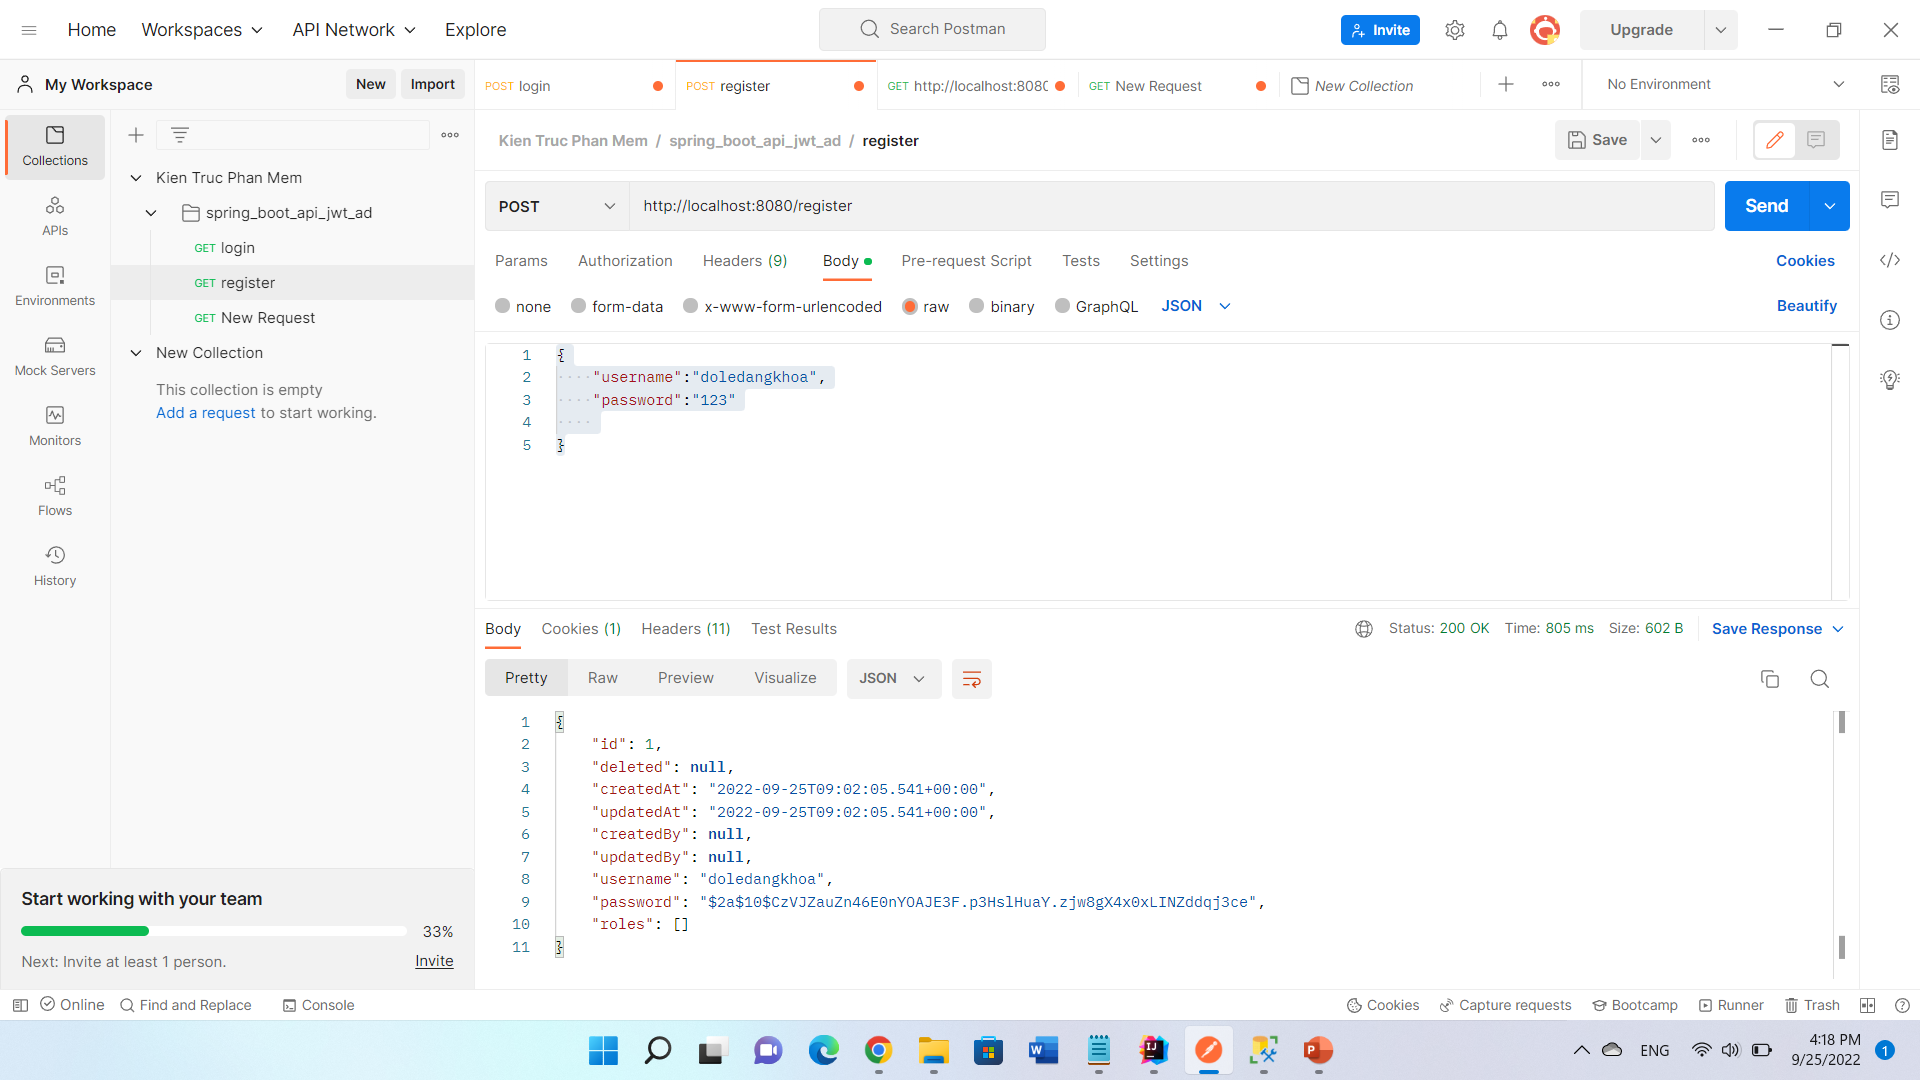 Home Workspaces API Network Explore
Search Postman
Invite
Upgrade
My Workspace
New
Import
POST login
POST register
GET http://localhost:8080
GET New Request
New Collection
No Environment
Collections
APIs
Environments
Mock Servers
Monitors
Flows
History
Kien Truc Phan Mem
spring_boot_api_jwt_ad
GET login
GET register
GET New Request
New Collection
This collection is empty
Add a request to start working.
Kien Truc Phan Mem / spring_boot_api_jwt_ad / register
Save
POST
http://localhost:8080/register
Send
Params Authorization Headers (9) Body Pre-request Script Tests Settings
Cookies
none form-data x-www-form-urlencoded raw binary GraphQL JSON
Beautify
1 {
2 ····"username":"doledangkhoa",
3 ····"password":"123"
4 ····
5 }
Body Cookies (1) Headers (11) Test Results
Status: 200 OK Time: 805 ms Size: 602 B
Save Response
Pretty Raw Preview Visualize
JSON
1 {
2 "id": 1,
3 "deleted": null,
4 "createdAt": "2022-09-25T09:02:05.541+00:00",
5 "updatedAt": "2022-09-25T09:02:05.541+00:00",
6 "createdBy": null,
7 "updatedBy": null,
8 "username": "doledangkhoa",
9 "password": "$2a$10$CzVJZauZn46E0nYOAJE3F.p3HslHuaY.zjw8gX4x0xLINZddqj3ce",
10 "roles": []
11 }
Start working with your team
33%
Next: Invite at least 1 person.
Invite
Online
Find and Replace
Console
Cookies
Capture requests
Bootcamp
Runner
Trash
ENG
4:18 PM
9/25/2022
1